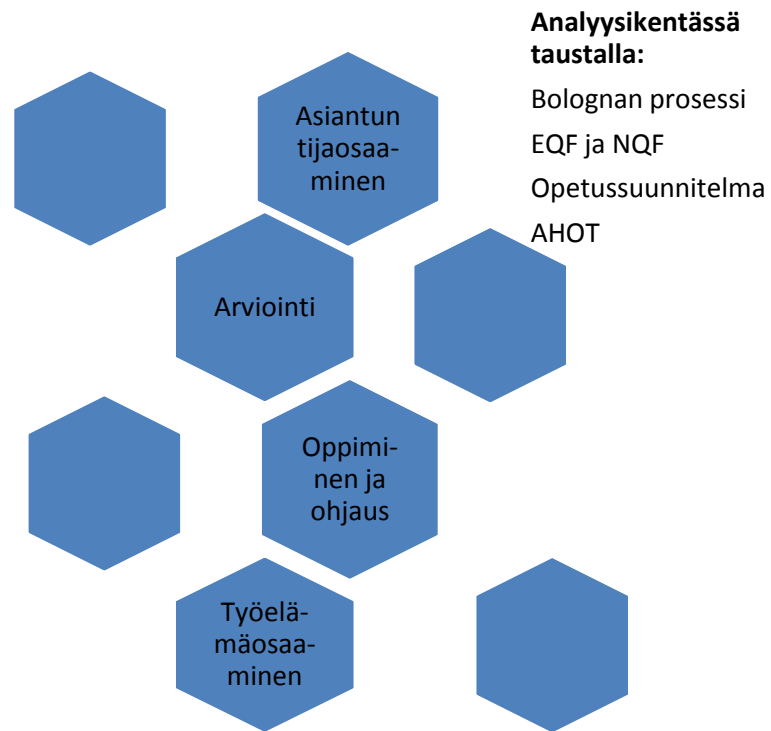 Analyysikentässä
taustalla:
Bolognan prosessi
EQF ja NQF
Opetussuunnitelma
AHOT
Asiantun
tijaosaa-
minen
Arviointi
Oppimi-
nen ja
ohjaus
Työelä-
mäosaa-
minen